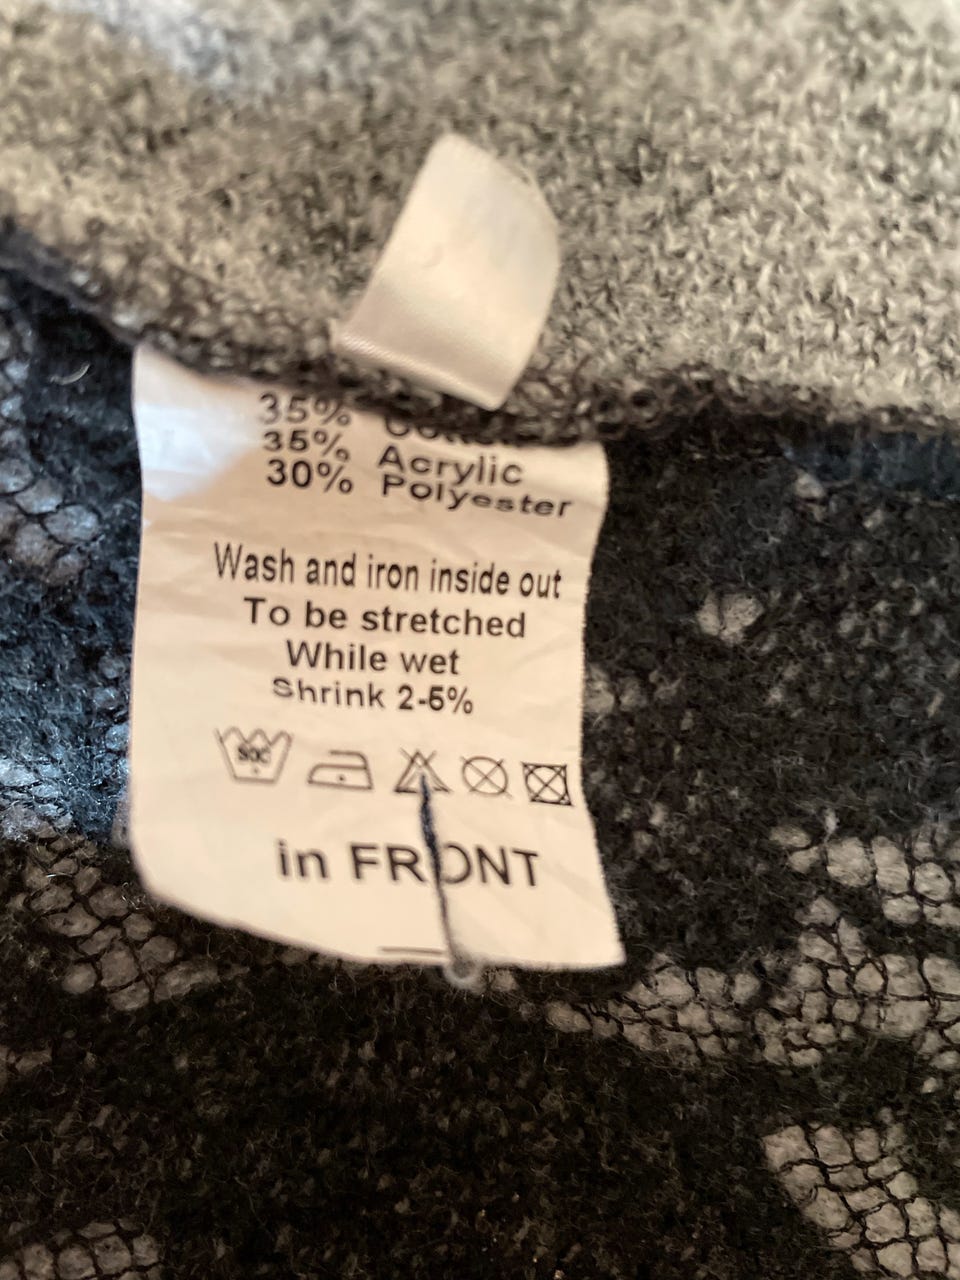 35% Cotton
35% Acrylic
30% Polyester
Wash and iron inside out
To be stretched
While wet
Shrink 2-5%
in FRONT